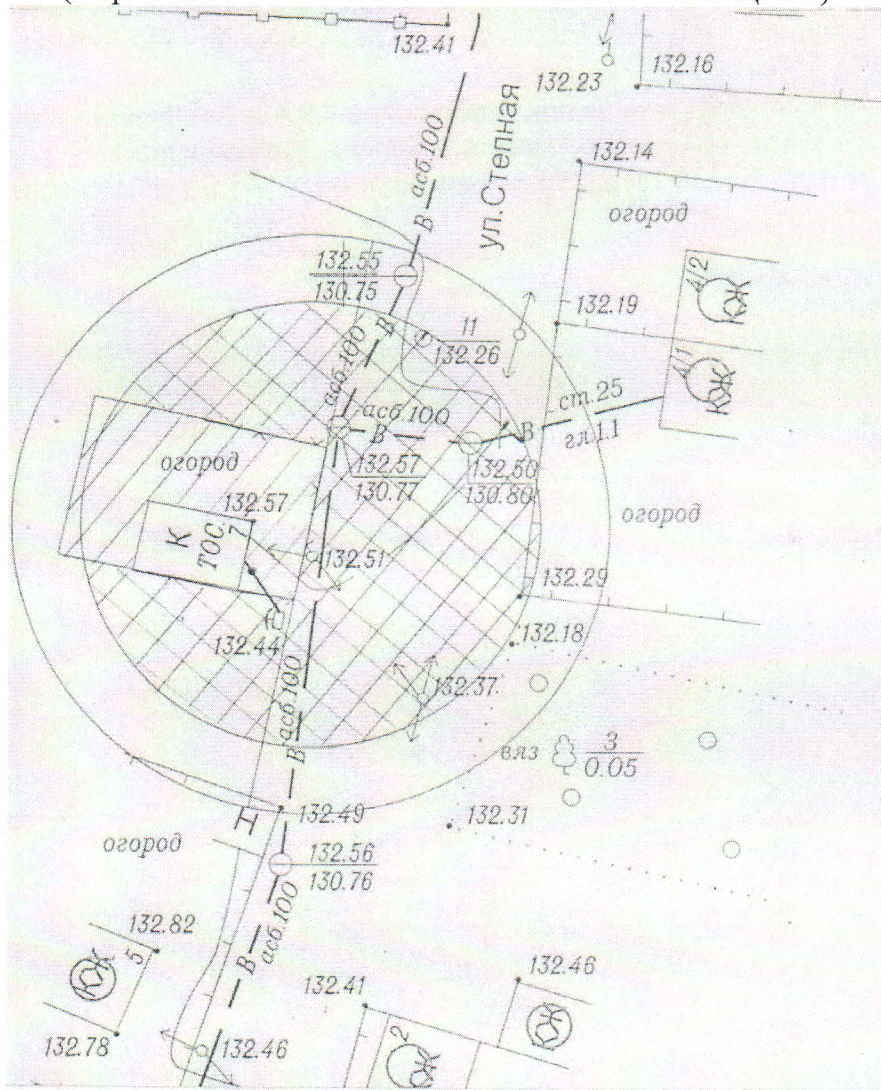 132.41
132.23
132.16
асб.100
В
ул.Степная
132.14
огород
132.55
130.75
4/2
КЖ
132.19
В
11
132.26
асб.100
4/1
КЖ
асб.100
В
ст.25
В
гл1.1
132.57
130.77
132.50
130.80
огород
132.57
огород
К
ТОС.
7
132.51
132.29
132.44
132.18
асб.100
132.37
В
вяз
3
0.05
132.49
132.31
огород
132.56
130.76
асб.100
132.82
5
КЖ
В
132.46
132.41
КЖ
132.78
132.46
2
КЖ